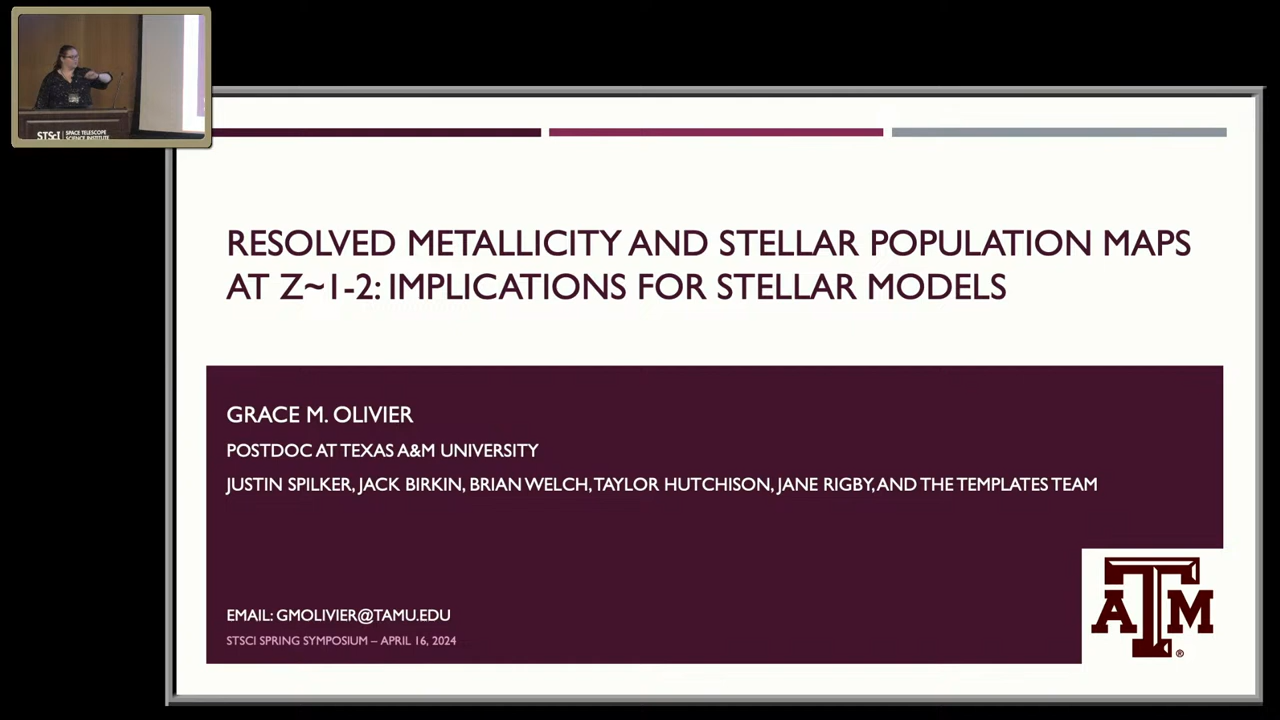 STScI | SPACE TELESCOPE
SCIENCE INSTITUTE
RESOLVED METALLICITY AND STELLAR POPULATION MAPS
AT Z~1-2: IMPLICATIONS FOR STELLAR MODELS
GRACE M. OLIVIER
POSTDOC AT TEXAS A&M UNIVERSITY
JUSTIN SPILKER, JACK BIRKIN, BRIAN WELCH, TAYLOR HUTCHISON, JANE RIGBY, AND THE TEMPLATES TEAM
EMAIL: GMOLIVIER@TAMU.EDU
STSCI SPRING SYMPOSIUM – APRIL 16, 2024
ATM®